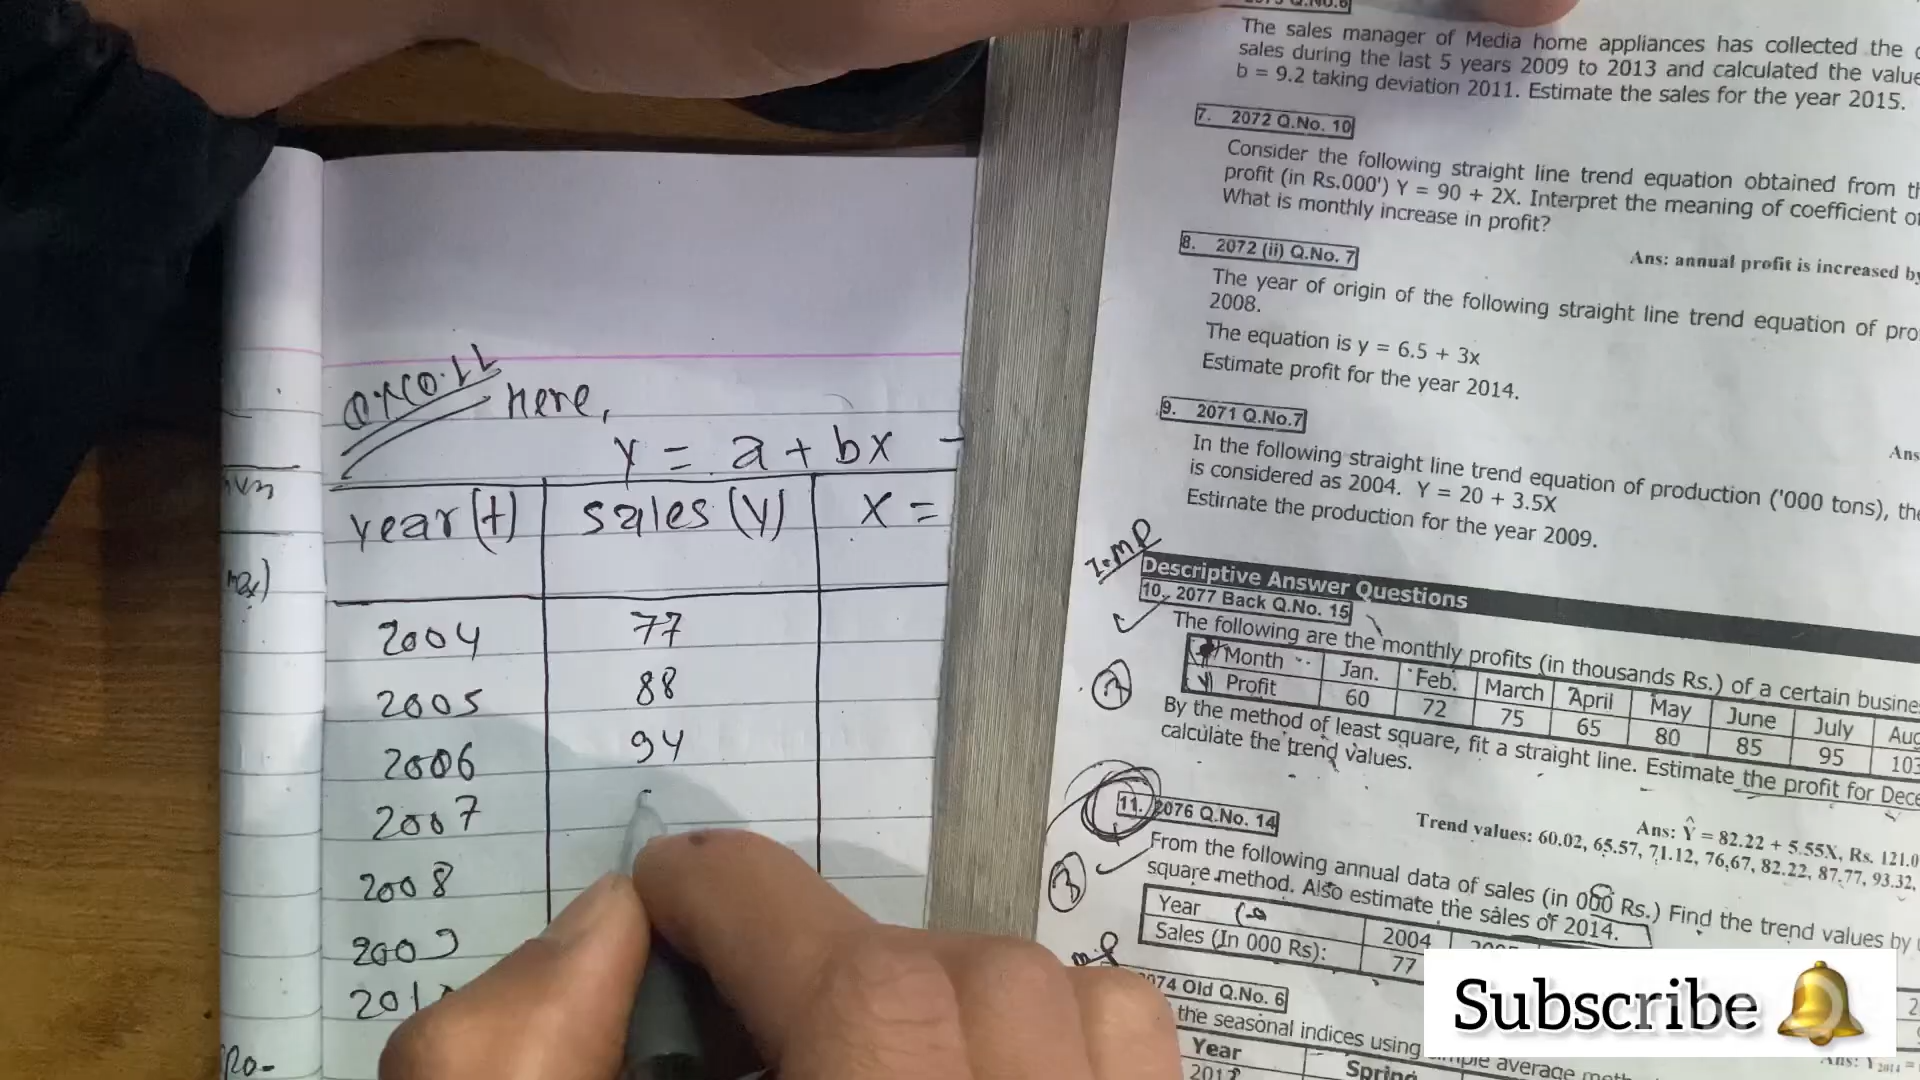 Q.NO.11
here,
Y = a + bx -
year(t) sales(y) x =
2004 77
2005 88
2006 94
2007
2008
2009
201
The sales manager of Media home appliances has collected the
sales during the last 5 years 2009 to 2013 and calculated the value
b = 9.2 taking deviation 2011. Estimate the sales for the year 2015.
7. 2072 Q.No. 10
Consider the following straight line trend equation obtained from
profit (in Rs.000') Y = 90 + 2X. Interpret the meaning of coefficient
What is monthly increase in profit?
Ans: annual profit is increased by
8. 2072 (ii) Q.No. 7
The year of origin of the following straight line trend equation of
2008.
The equation is y = 6.5 + 3x
Estimate profit for the year 2014.
Ans
9. 2071 Q.No.7
In the following straight line trend equation of production ('000 tons),
is considered as 2004. Y = 20 + 3.5X
Estimate the production for the year 2009.
I.MP
Descriptive Answer Questions
10. 2077 Back Q.No. 15
The following are the monthly profits (in thousands Rs.) of a certain
Month Jan. Feb. March April May June July Aug
(y) Profit 60 72 75 65 80 85 95 103
By the method of least square, fit a straight line. Estimate the profit for Dece
calculate the trend values.
Ans: Ŷ = 82.22 + 5.55X, Rs. 121.0
Trend values: 60.02, 65.57, 71.12, 76,67, 82.22, 87.77, 93.32,
11. 2076 Q.No. 14
From the following annual data of sales (in 000 Rs.) Find the trend values by
square method. Also estimate the sales of 2014.
Year 2004
Sales (In 000 Rs): 77
074 Old Q.No. 6
the seasonal indices using simple average
Year Spring
Subscribe